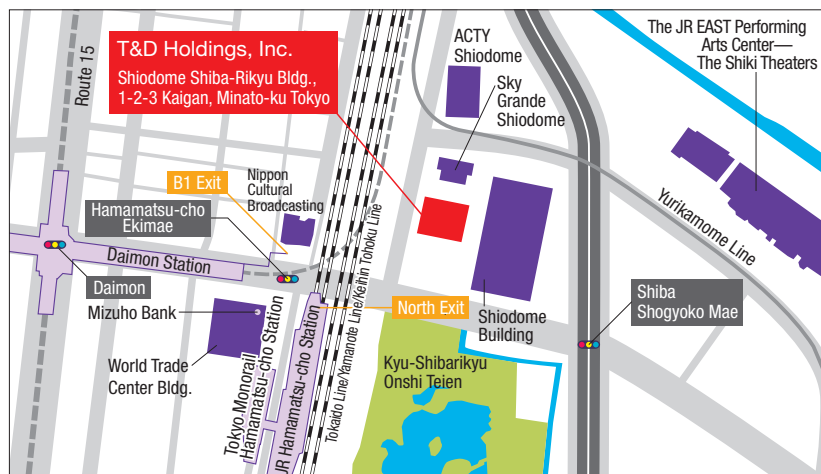 T&D Holdings, Inc.
Shiodome Shiba-Rikyu Bldg.,
1-2-3 Kaigan, Minato-ku Tokyo
Route 15
ACTY
Shiodome
Sky
Grande
Shiodome
The JR EAST Performing
Arts Center—
The Shiki Theaters
B1 Exit
Nippon
Cultural
Broadcasting
Hamamatsu-cho
Ekimae
Daimon Station
Daimon
Mizuho Bank
World Trade
Center Bldg.
Tokyo Monorail
Hamamatsu-cho Station
JR Hamamatsu-cho Station
Tokaido Line/Yamanote Line/Keihin Tohoku Line
North Exit
Kyu-Shibarikyu
Onshi Teien
Shiodome
Building
Yurikamome Line
Shiba
Shogyoko Mae